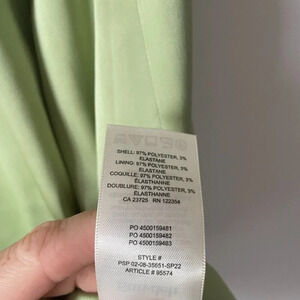 SHELL: 97% POLYESTER, 3%
ELASTANE
LINING: 97% POLYESTER, 3%
ELASTANE
COQUILLE: 97% POLYESTER, 3%
ÉLASTHANNE
DOUBLURE: 97% POLYESTER, 3%
ÉLASTHANNE
CA 23725 RN 122354
PO 4500159481
PO 4500159482
PO 4500159483
STYLE #
PSP 02-08-35651-SP22
ARTICLE # 95574